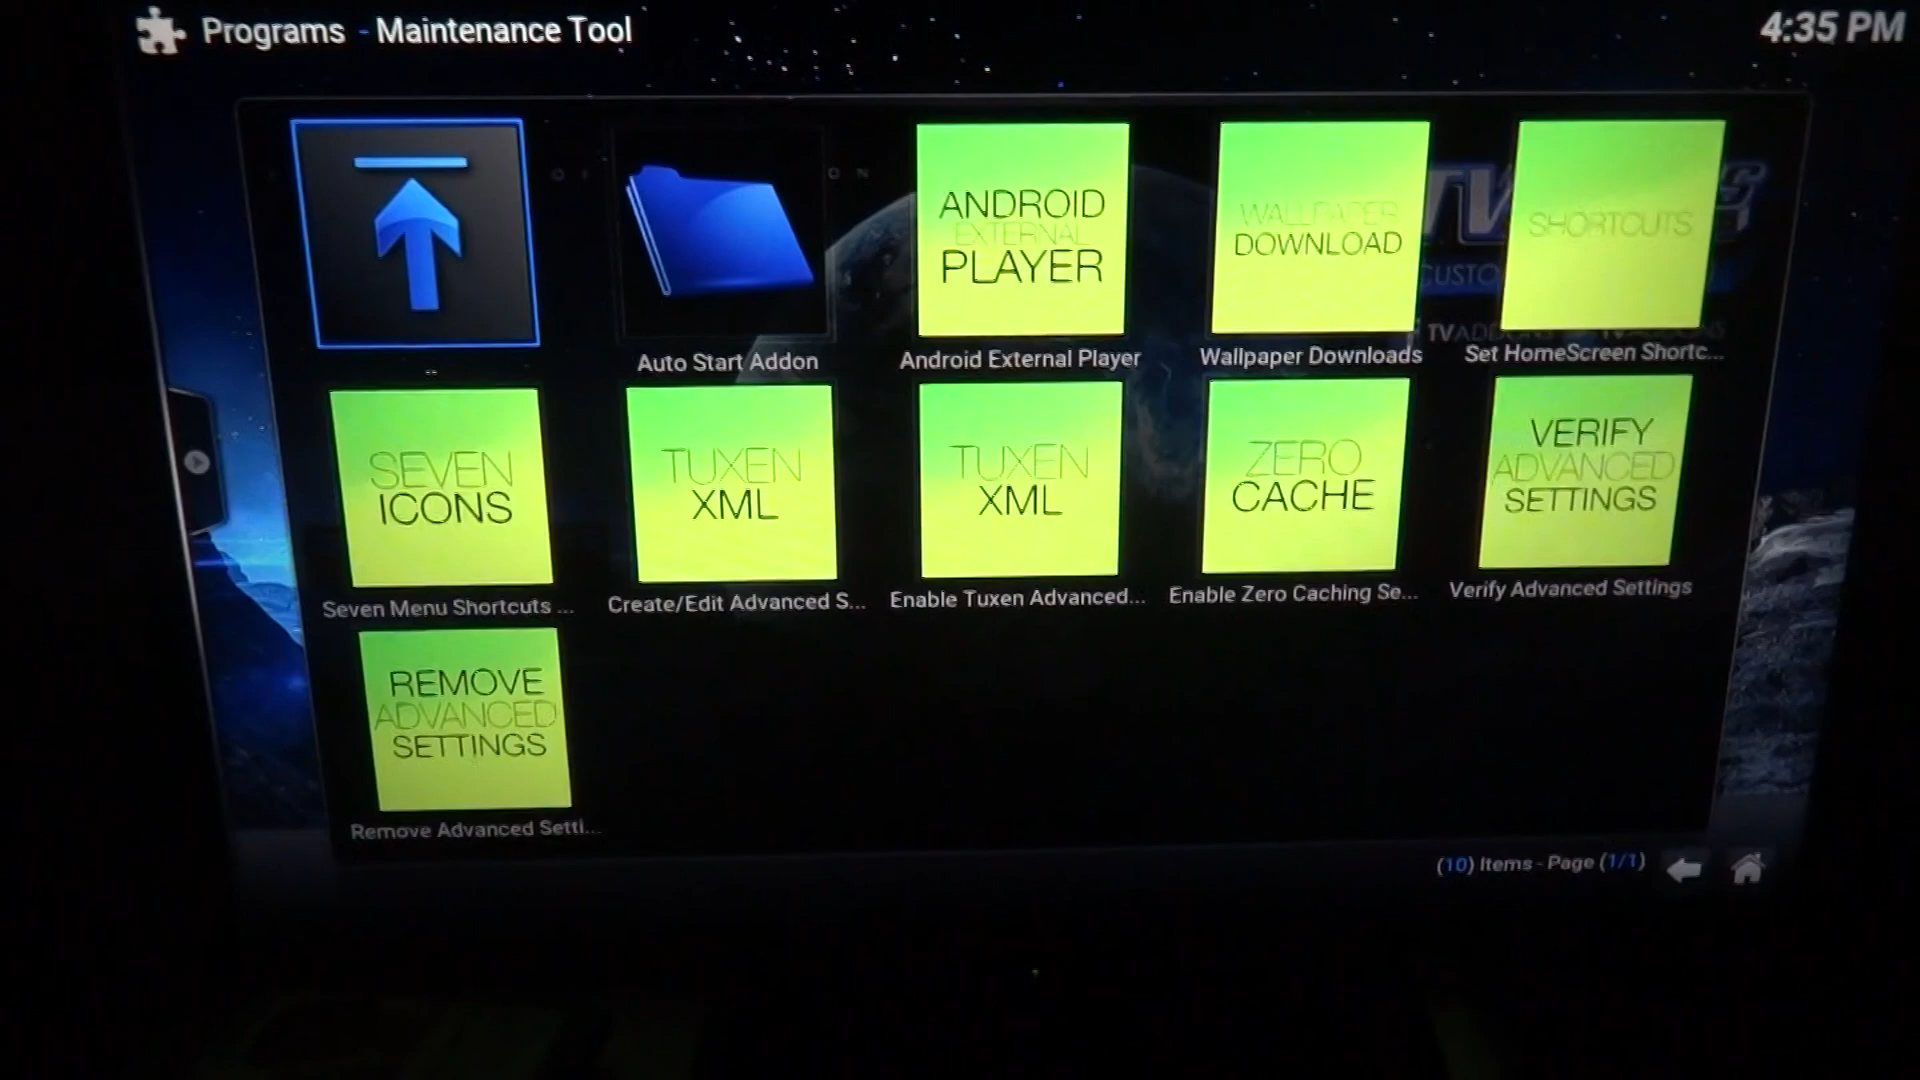 Programs - Maintenance Tool
4:35 PM
ANDROID
EXTERNAL
PLAYER
WALLPAPER
DOWNLOAD
SHORTCUTS
TV
CUSTO
TVADDONS
..
Auto Start Addon
Android External Player
Wallpaper Downloads
Set HomeScreen Shortc...
SEVEN
ICONS
TUXEN
XML
TUXEN
XML
ZERO
CACHE
VERIFY
ADVANCED
SETTINGS
Seven Menu Shortcuts ...
Create/Edit Advanced S...
Enable Tuxen Advanced...
Enable Zero Caching Se...
Verify Advanced Settings
REMOVE
ADVANCED
SETTINGS
Remove Advanced Setti...
(10) Items - Page (1/1)